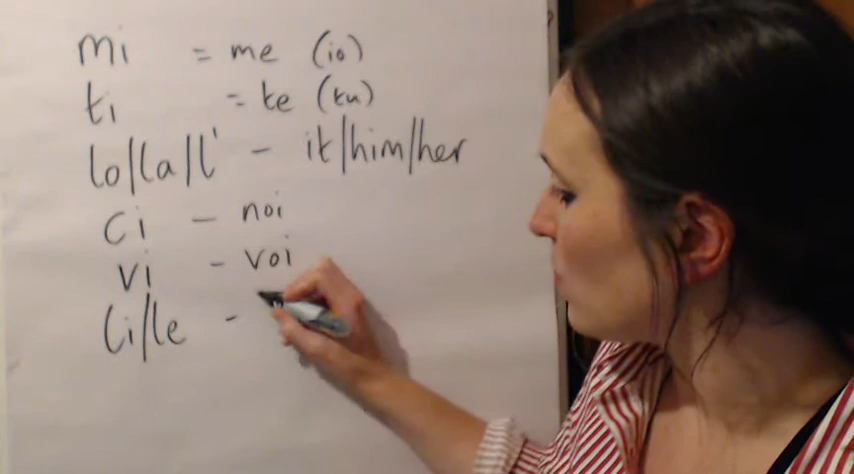 mi = me (io)
ti = te (tu)
lo/la/l' - it/him/her
ci - noi
vi - voi
li/le -